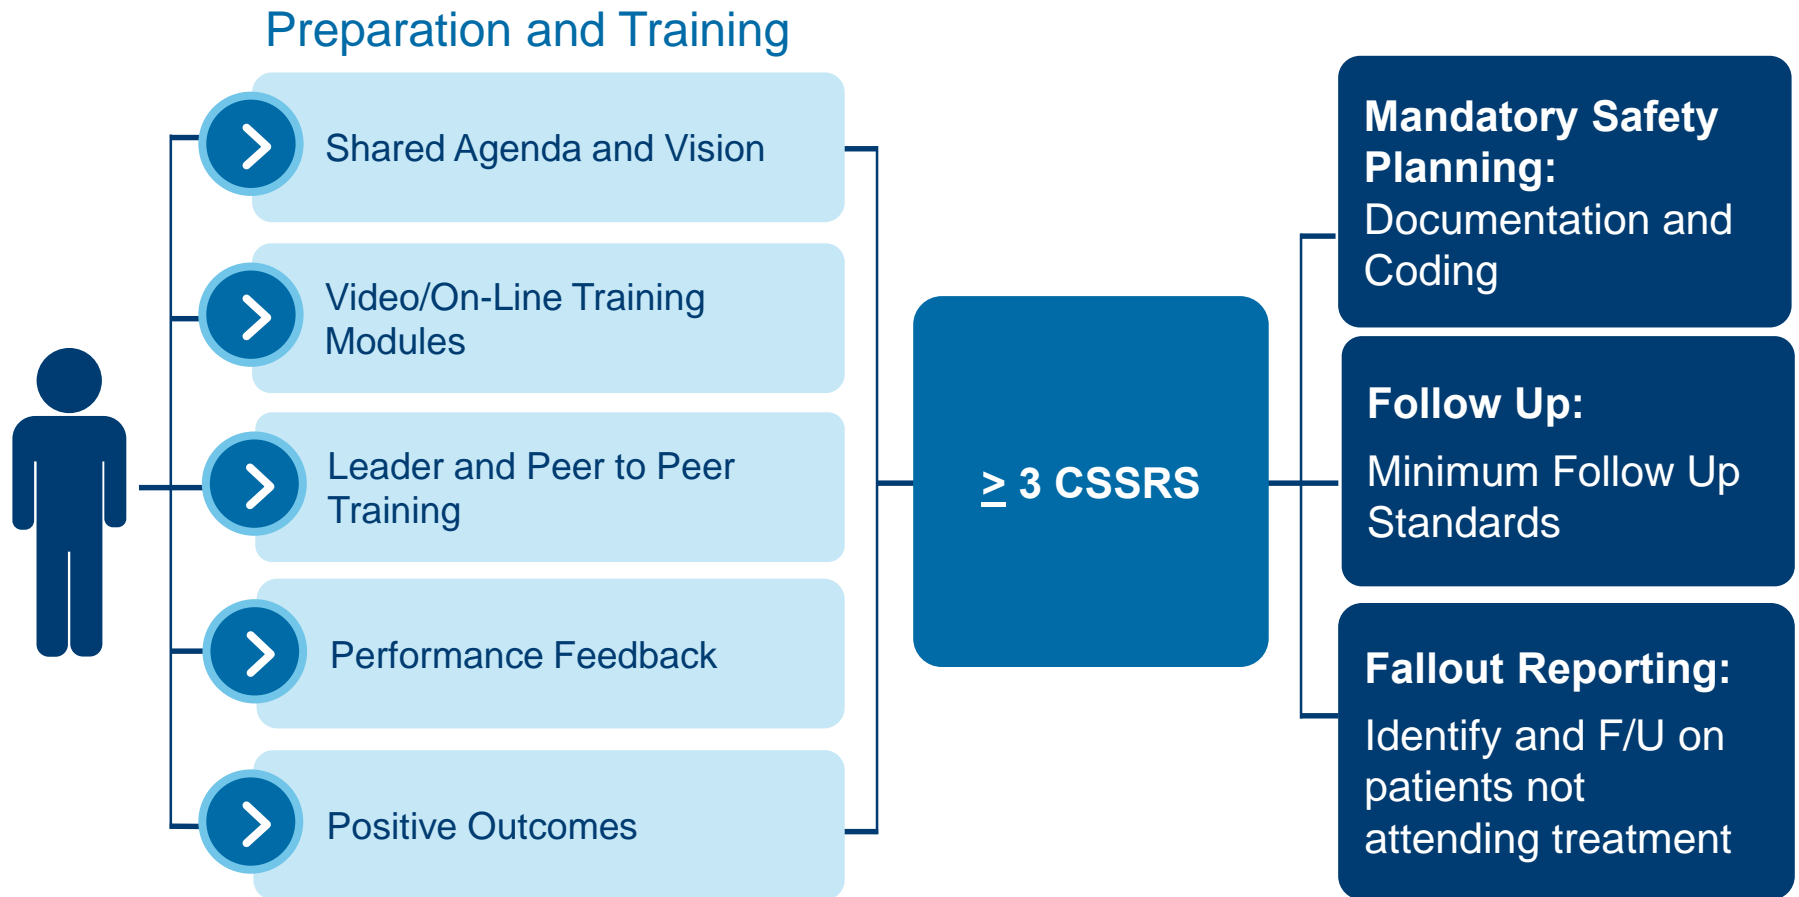 Preparation and Training
Shared Agenda and Vision
Video/On-Line Training
Modules
Leader and Peer to Peer
Training
Performance Feedback
Positive Outcomes
≥ 3 CSSRS
Mandatory Safety
Planning:
Documentation and
Coding
Follow Up:
Minimum Follow Up
Standards
Fallout Reporting:
Identify and F/U on
patients not
attending treatment